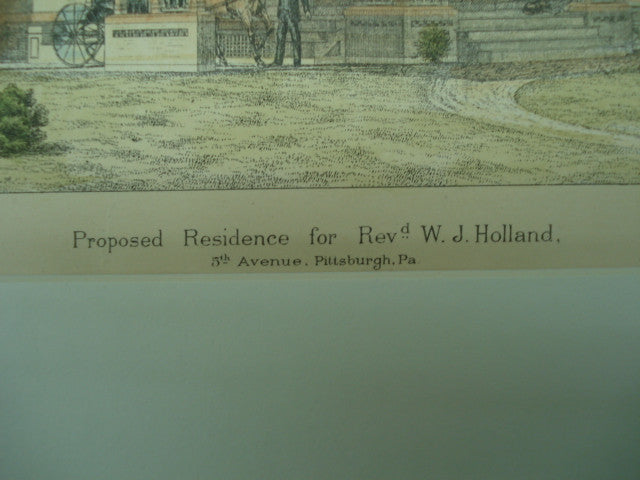 Proposed Residence for Revd. W. J. Holland,
5th Avenue, Pittsburgh, Pa.